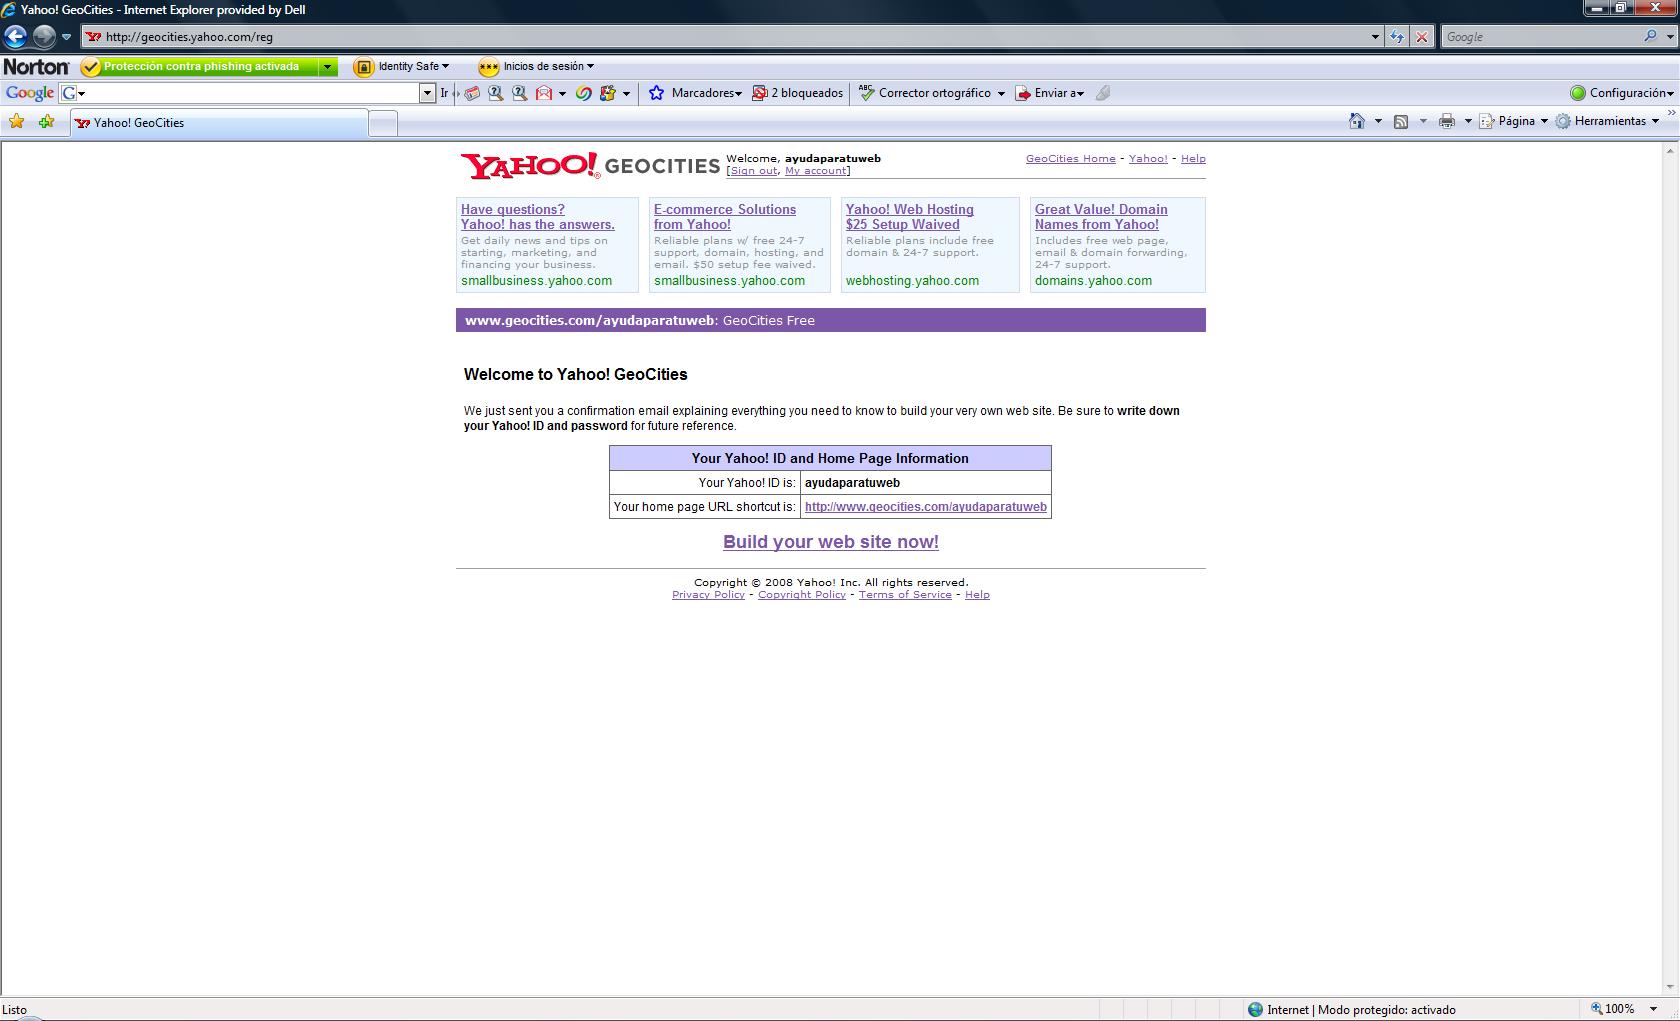 Yahoo! GeoCities - Internet Explorer provided by Dell
http://geocities.yahoo.com/reg
Google
Norton
Protección contra phishing activada
Identity Safe
Inicios de sesión
Google
G
Ir
Marcadores
2 bloqueados
ABC
Corrector ortográfico
Enviar a
Configuración
Yahoo! GeoCities
Página
Herramientas
YAHOO! GEOCITIES
Welcome, ayudaparatuweb
[Sign out, My account]
GeoCities Home - Yahoo! - Help
Have questions?
Yahoo! has the answers.
Get daily news and tips on
starting, marketing, and
financing your business.
smallbusiness.yahoo.com
E-commerce Solutions
from Yahoo!
Reliable plans w/ free 24-7
support, domain, hosting, and
email. $50 setup fee waived.
smallbusiness.yahoo.com
Yahoo! Web Hosting
$25 Setup Waived
Reliable plans include free
domain & 24-7 support.
webhosting.yahoo.com
Great Value! Domain
Names from Yahoo!
Includes free web page,
email & domain forwarding,
24-7 support.
domains.yahoo.com
www.geocities.com/ayudaparatuweb: GeoCities Free
Welcome to Yahoo! GeoCities
We just sent you a confirmation email explaining everything you need to know to build your very own web site. Be sure to write down
your Yahoo! ID and password for future reference.
Your Yahoo! ID and Home Page Information
Your Yahoo! ID is: ayudaparatuweb
Your home page URL shortcut is: http://www.geocities.com/ayudaparatuweb
Build your web site now!
Copyright © 2008 Yahoo! Inc. All rights reserved.
Privacy Policy - Copyright Policy - Terms of Service - Help
Listo
Internet | Modo protegido: activado
100%